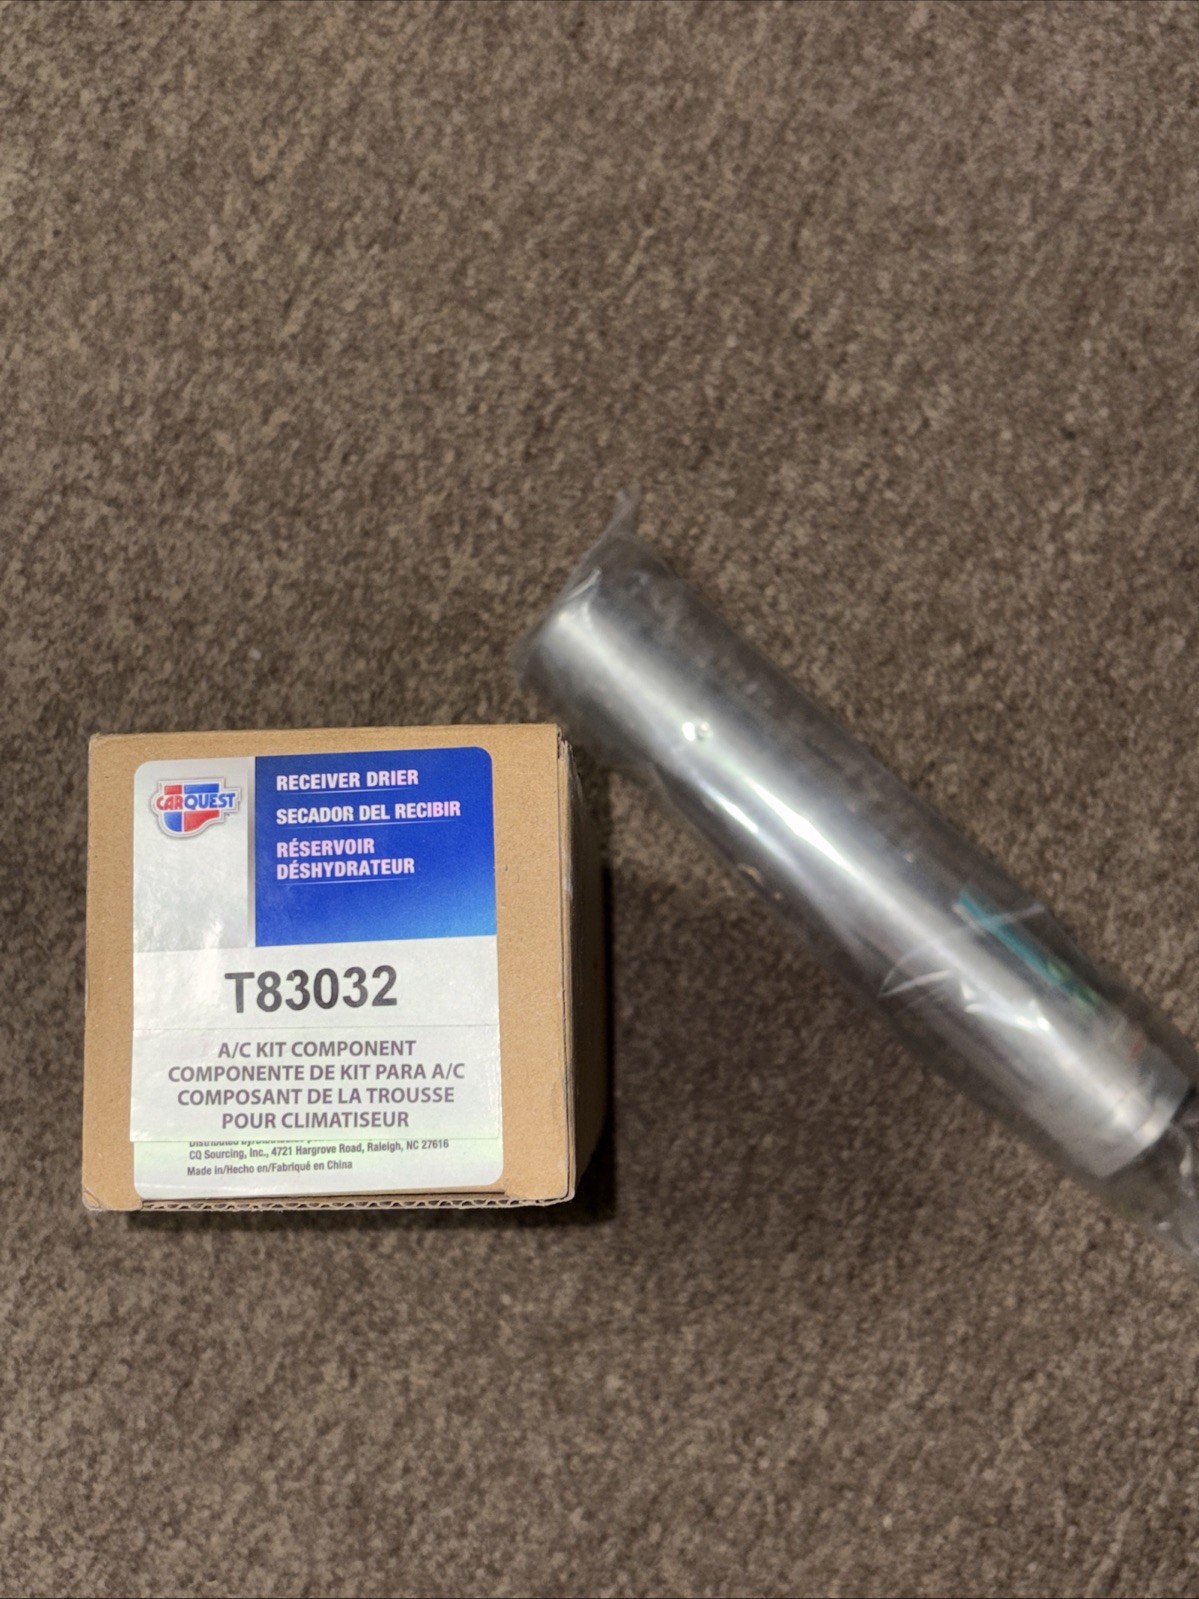 CARQUEST
RECEIVER DRIER
SECADOR DEL RECIBIR
RÉSERVOIR
DÉSHYDRATEUR
T83032
A/C KIT COMPONENT
COMPONENTE DE KIT PARA A/C
COMPOSANT DE LA TROUSSE
POUR CLIMATISEUR
CQ Sourcing, Inc., 4721 Hargrove Road, Raleigh, NC 27616
Made in/Hecho en/Fabriqué en China